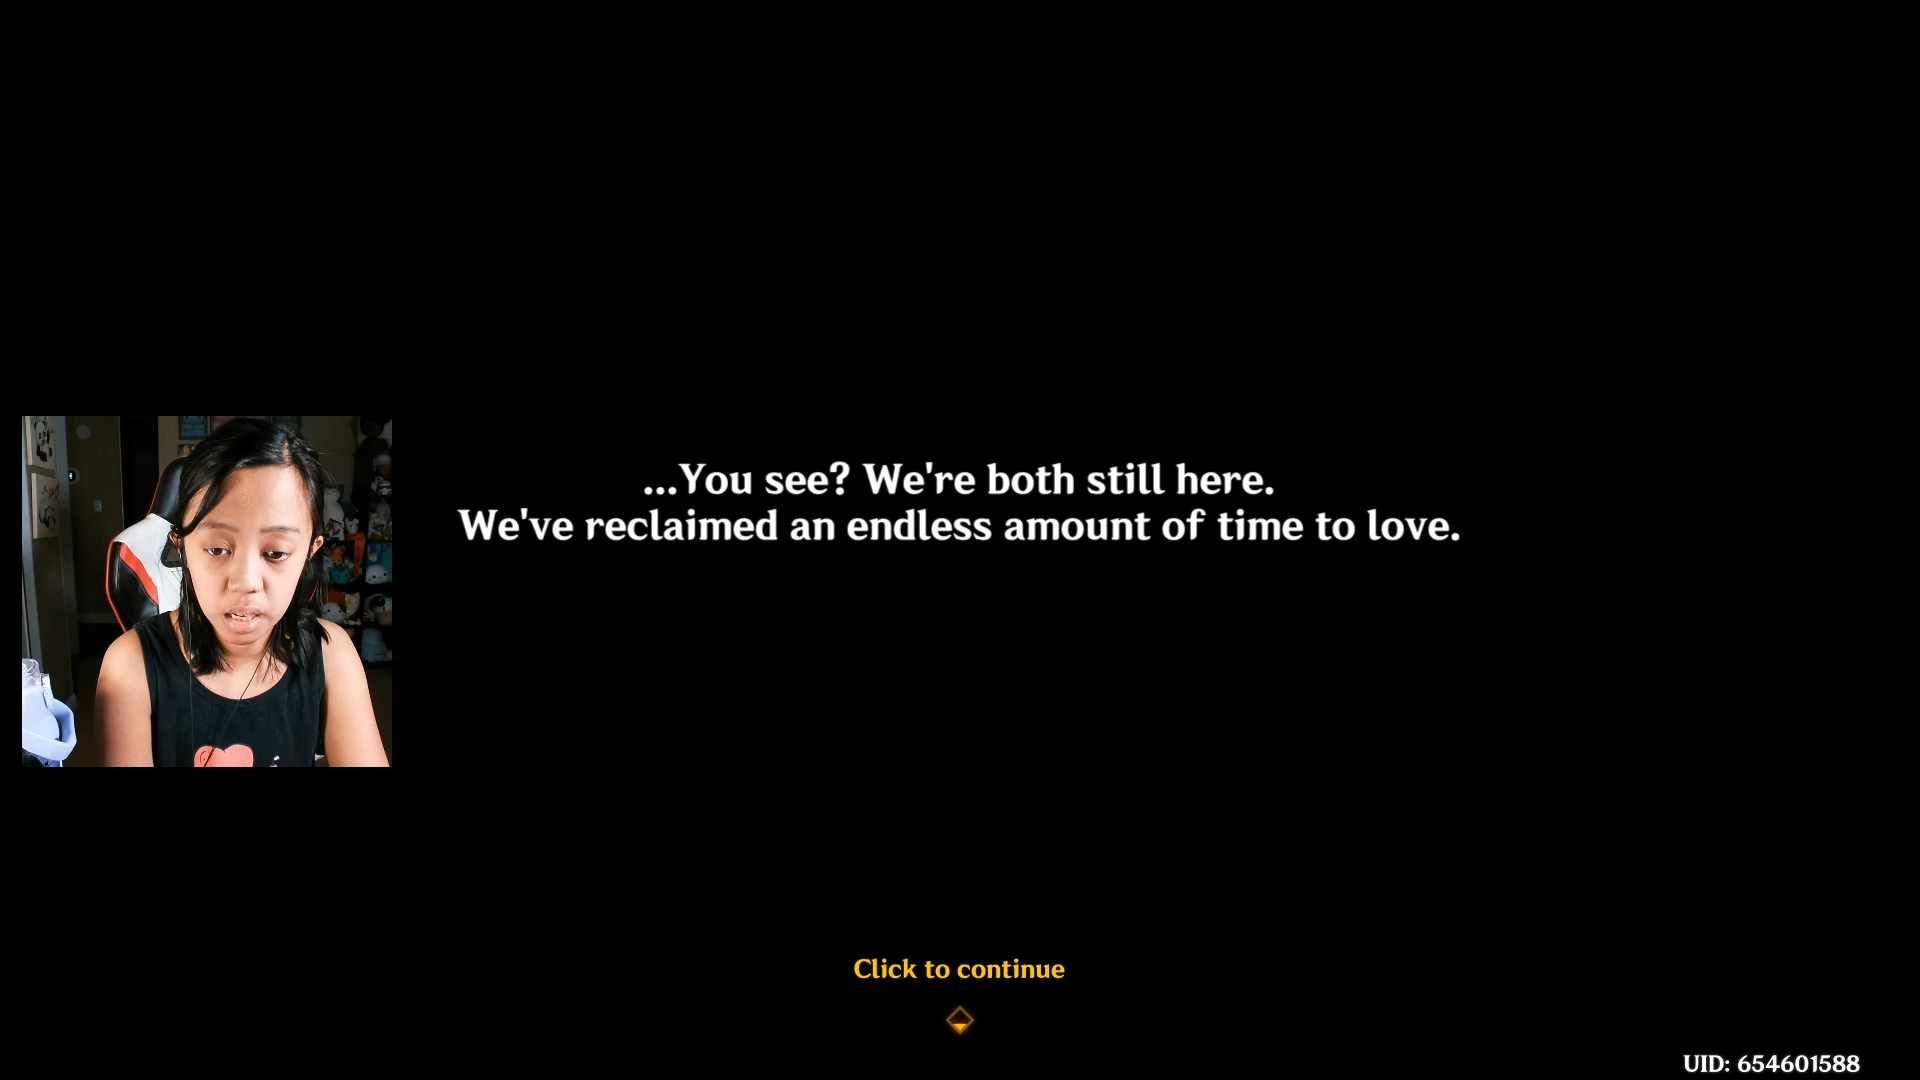 ...You see? We're both still here.
We've reclaimed an endless amount of time to love.
Click to continue
UID: 654601588